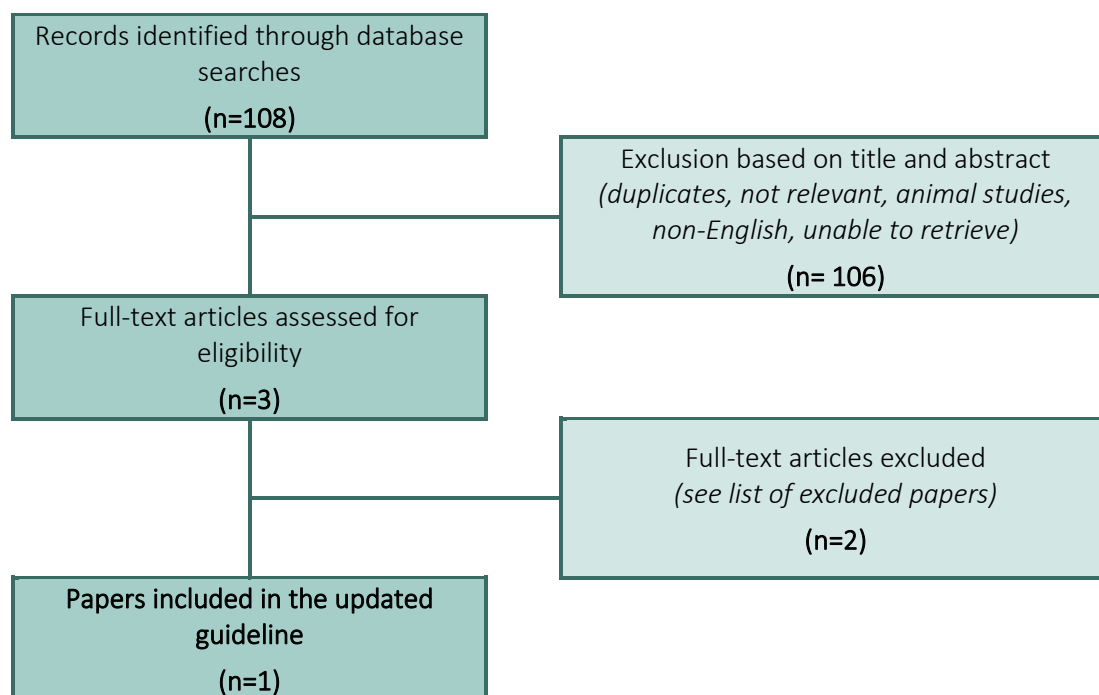 Records identified through database
searches
(n=108)
Exclusion based on title and abstract
(duplicates, not relevant, animal studies,
non-English, unable to retrieve)
(n= 106)
Full-text articles assessed for
eligibility
(n=3)
Full-text articles excluded
(see list of excluded papers)
(n=2)
Papers included in the updated
guideline
(n=1)